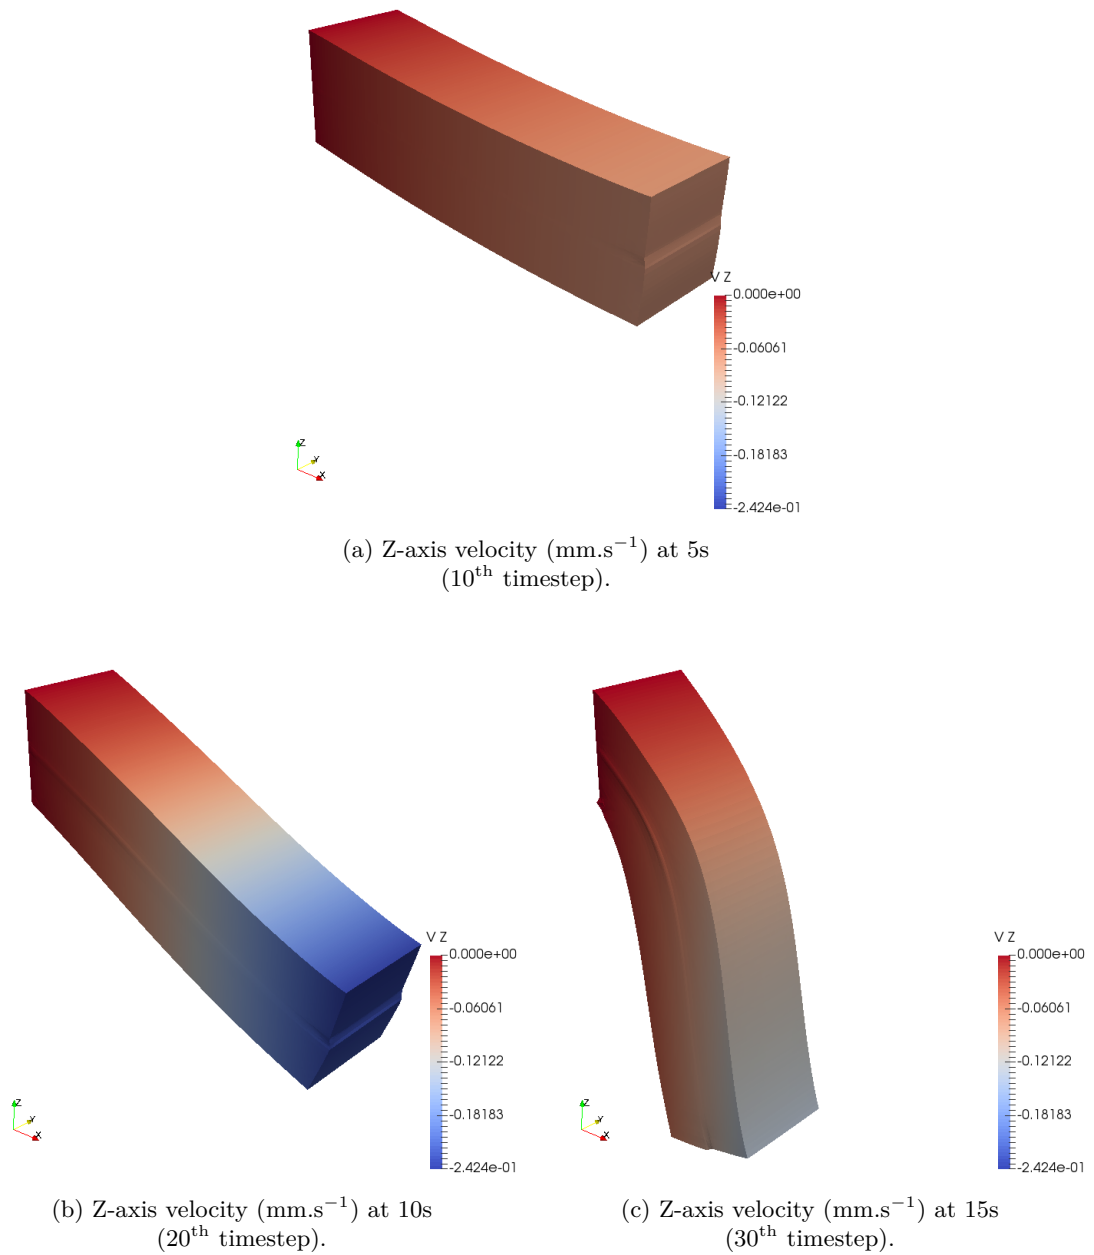 V Z
0.000e+00
-0.06061
-0.12122
-0.18183
-2.424e-01
Z
Y
X
(a) Z-axis velocity (mm.s⁻¹) at 5s
(10ᵗʰ timestep).
V Z
0.000e+00
-0.06061
-0.12122
-0.18183
-2.424e-01
Z
Y
X
(b) Z-axis velocity (mm.s⁻¹) at 10s
(20ᵗʰ timestep).
V Z
0.000e+00
-0.06061
-0.12122
-0.18183
-2.424e-01
Z
Y
X
(c) Z-axis velocity (mm.s⁻¹) at 15s
(30ᵗʰ timestep).